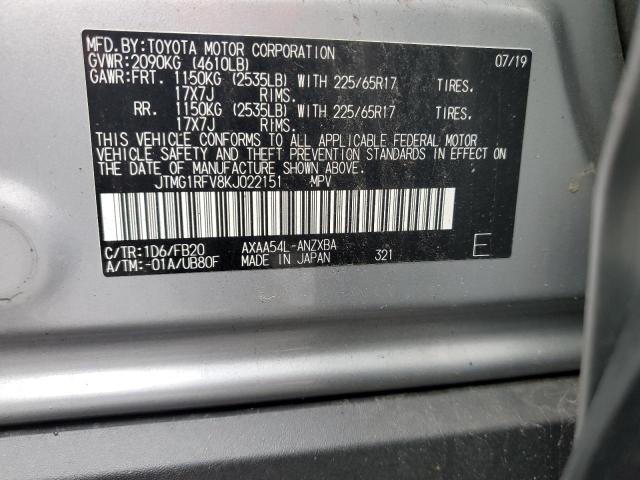 MFD.BY:TOYOTA MOTOR CORPORATION 07/19
GVWR:2090KG (4610LB)
GAWR:FRT. 1150KG (2535LB) WITH 225/65R17 TIRES.
17X7J RIMS.
RR. 1150KG (2535LB) WITH 225/65R17 TIRES.
17X7J RIMS.
THIS VEHICLE CONFORMS TO ALL APPLICABLE FEDERAL MOTOR
VEHICLE SAFETY AND THEFT PREVENTION STANDARDS IN EFFECT ON
THE DATE OF MANUFACTURE SHOWN ABOVE.
JTMG1RFV8KJ022151 MPV
C/TR:1D6/FB20 AXAA54L-ANZXBA E
A/TM:-01A/UB80F MADE IN JAPAN 321